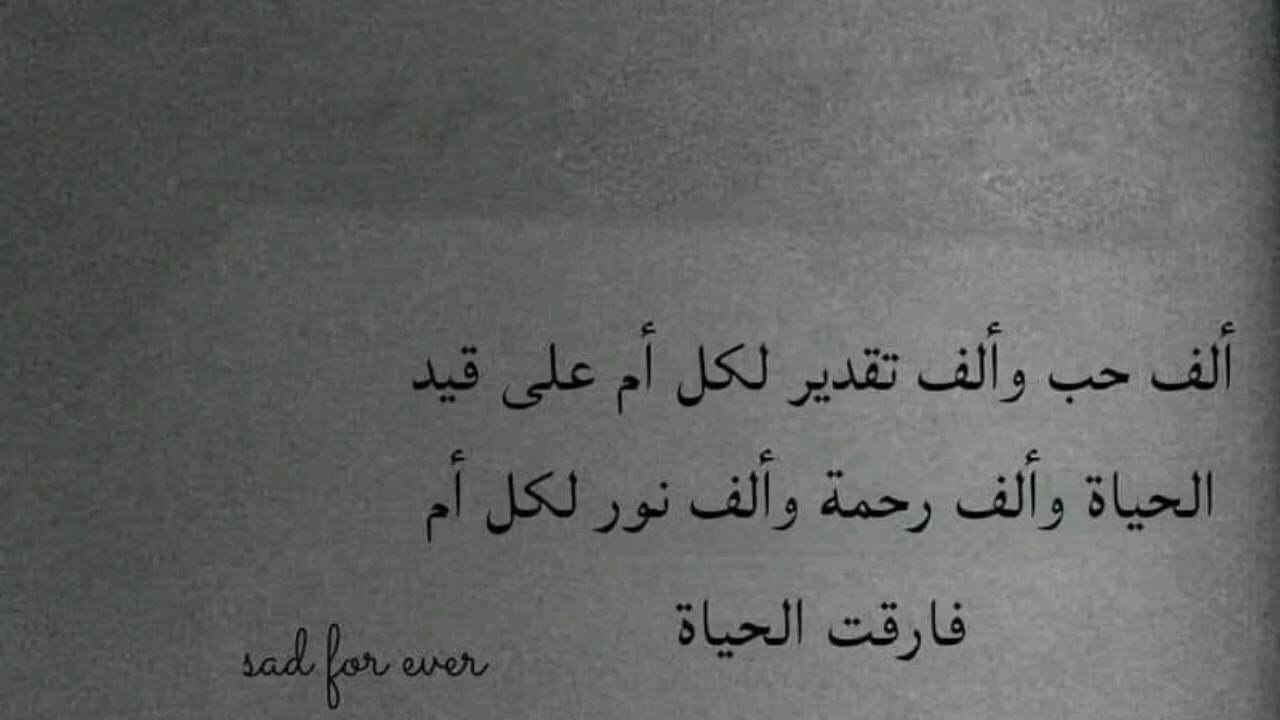 ألف حب وألف تقدير لكل أم على قيد
الحياة وألف رحمة وألف نور لكل أم
فارقت الحياة
sad for ever